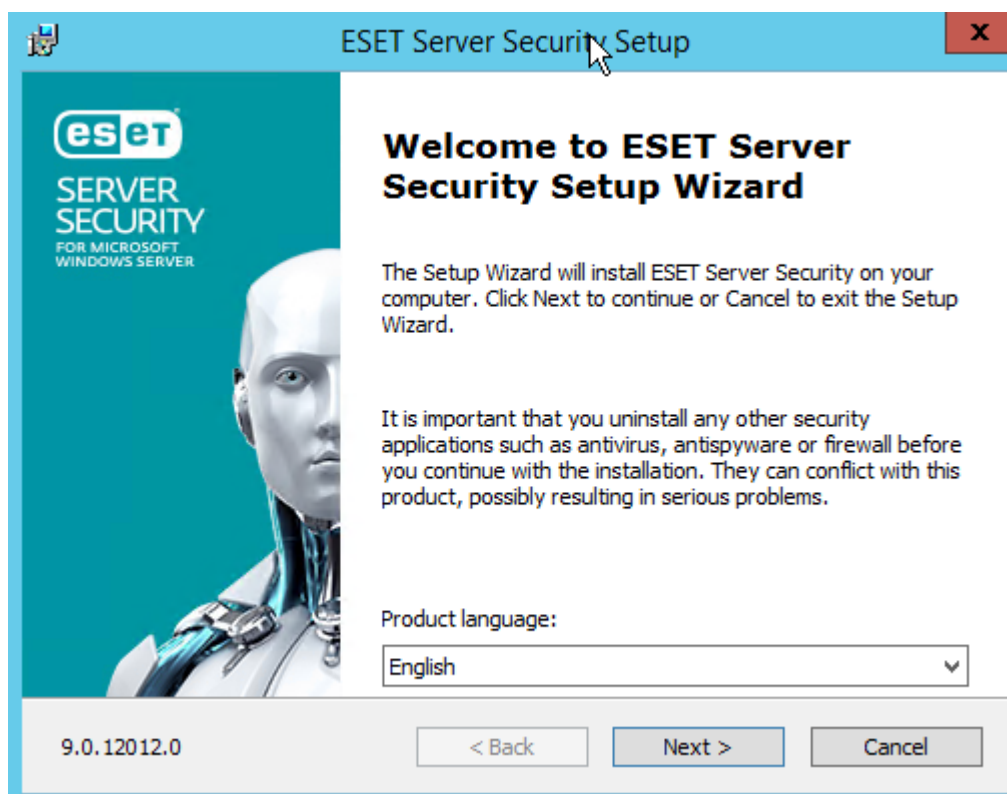 ESET Server Security Setup
x
eseT
SERVER
SECURITY
FOR MICROSOFT
WINDOWS SERVER
Welcome to ESET Server
Security Setup Wizard
The Setup Wizard will install ESET Server Security on your
computer. Click Next to continue or Cancel to exit the Setup
Wizard.
It is important that you uninstall any other security
applications such as antivirus, antispyware or firewall before
you continue with the installation. They can conflict with this
product, possibly resulting in serious problems.
Product language:
English
9.0.12012.0
< Back
Next >
Cancel